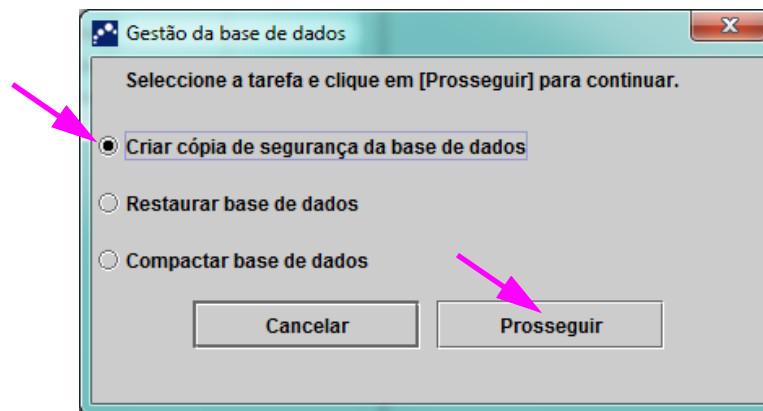 Gestão da base de dados
Seleccione a tarefa e clique em [Prosseguir] para continuar.
Criar cópia de segurança da base de dados
Restaurar base de dados
Compactar base de dados
Cancelar Prosseguir